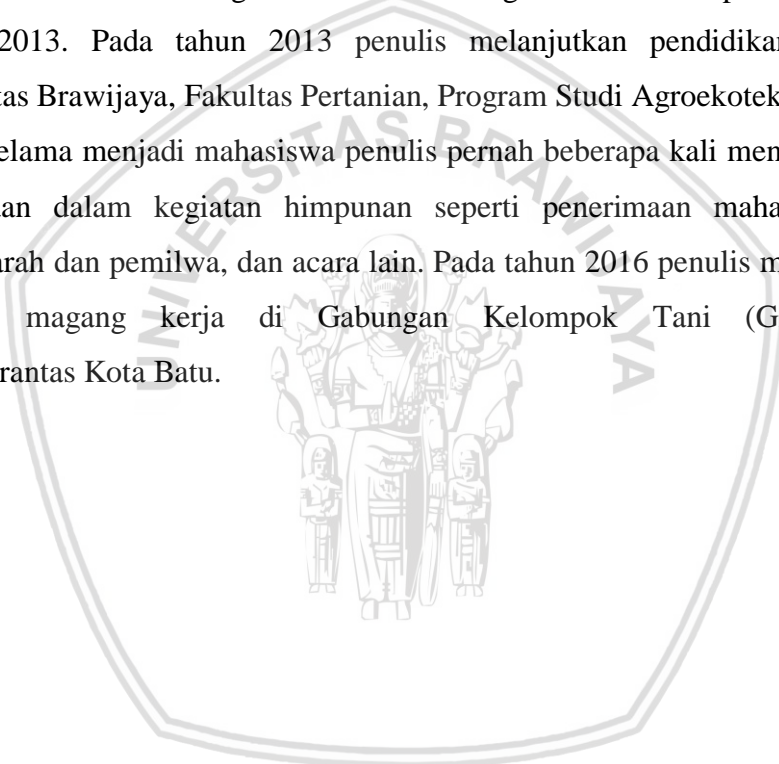 2013. Pada tahun 2013 penulis melanjutkan pendidikan
tas Brawijaya, Fakultas Pertanian, Program Studi Agroekotek
elama menjadi mahasiswa penulis pernah beberapa kali men
an dalam kegiatan himpunan seperti penerimaan maha
arah dan pemilwa, dan acara lain. Pada tahun 2016 penulis m
magang kerja di Gabungan Kelompok Tani (G
rantas Kota Batu.
UNIVERSITAS BRAWIJAYA